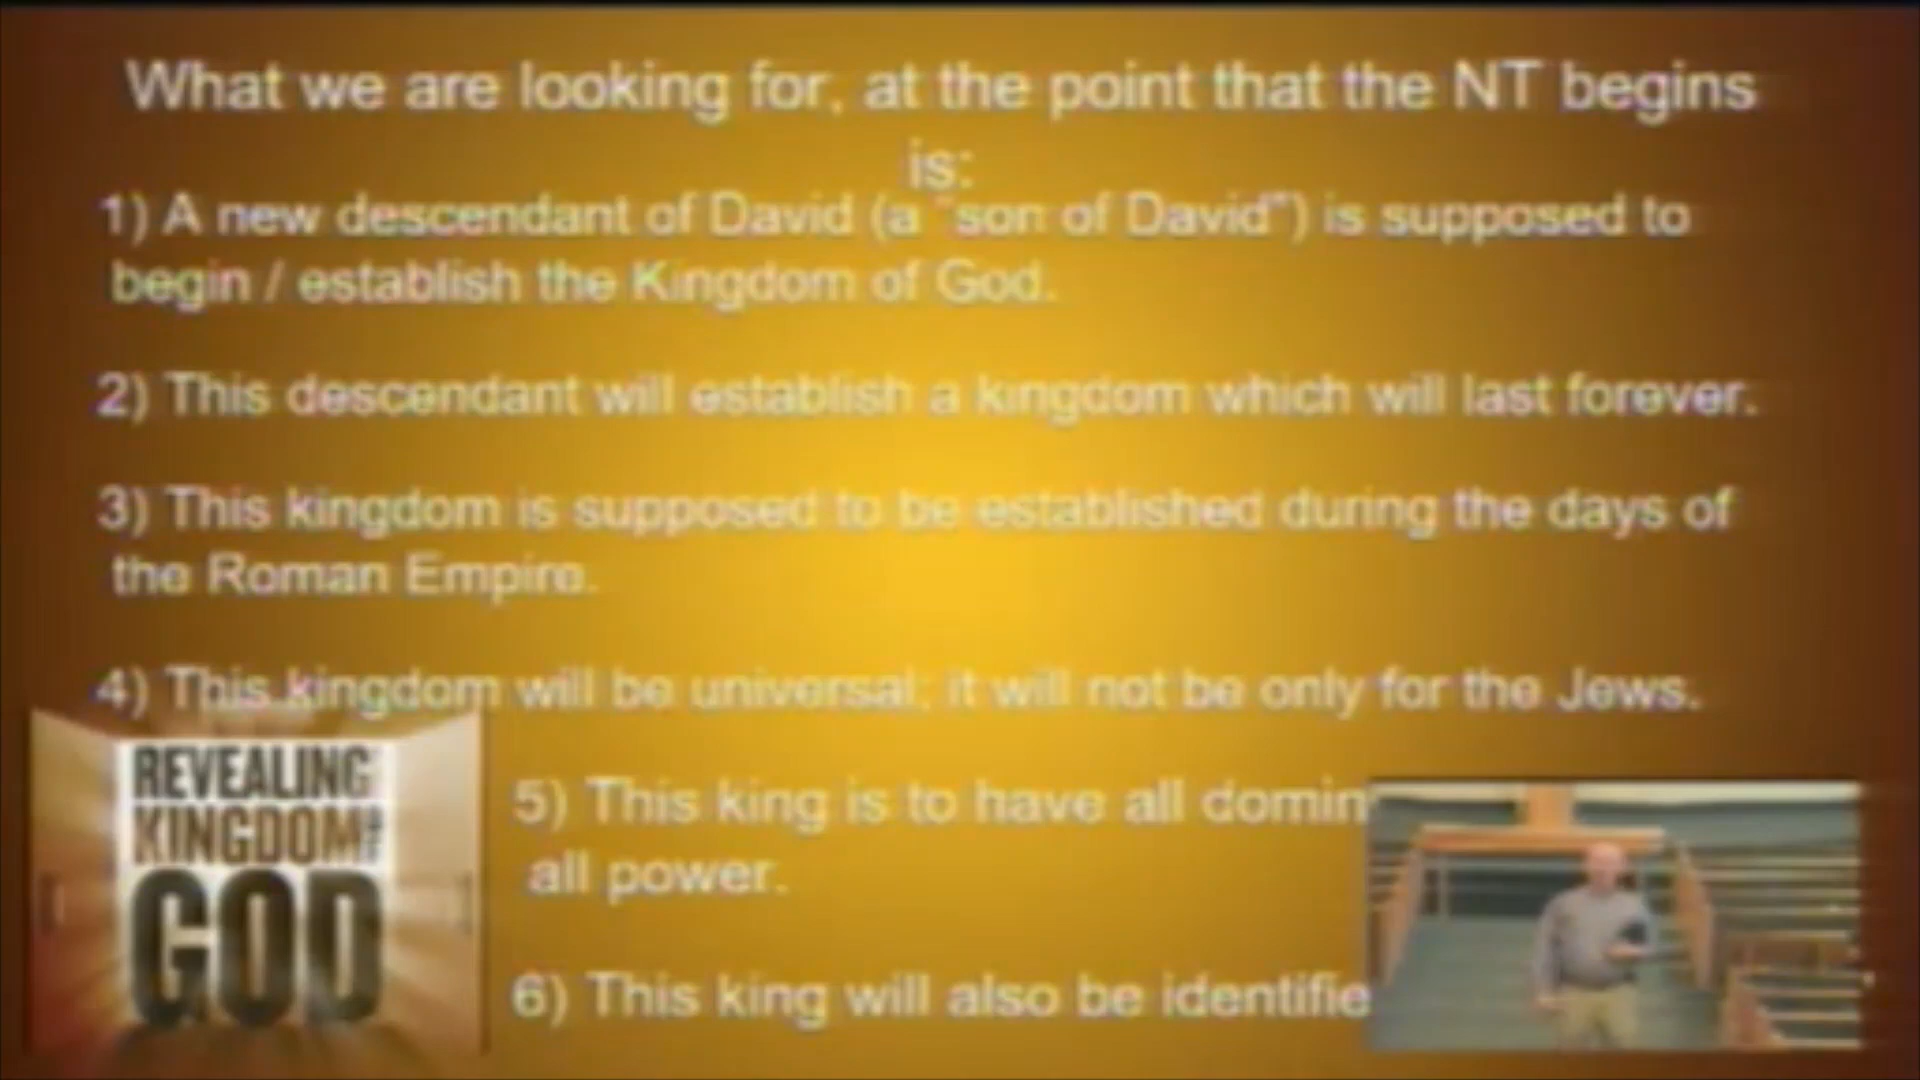 What we are looking for, at the point that the NT begins
is:
1) A new descendant of David (a "son of David") is supposed to
begin / establish the Kingdom of God.
2) This descendant will establish a kingdom which will last forever.
3) This kingdom is supposed to be established during the days of
the Roman Empire.
4) This kingdom will be universal; it will not be only for the Jews.
5) This king is to have all domin
all power.
6) This king will also be identifie
REVEALING
KINGDOM
GOD